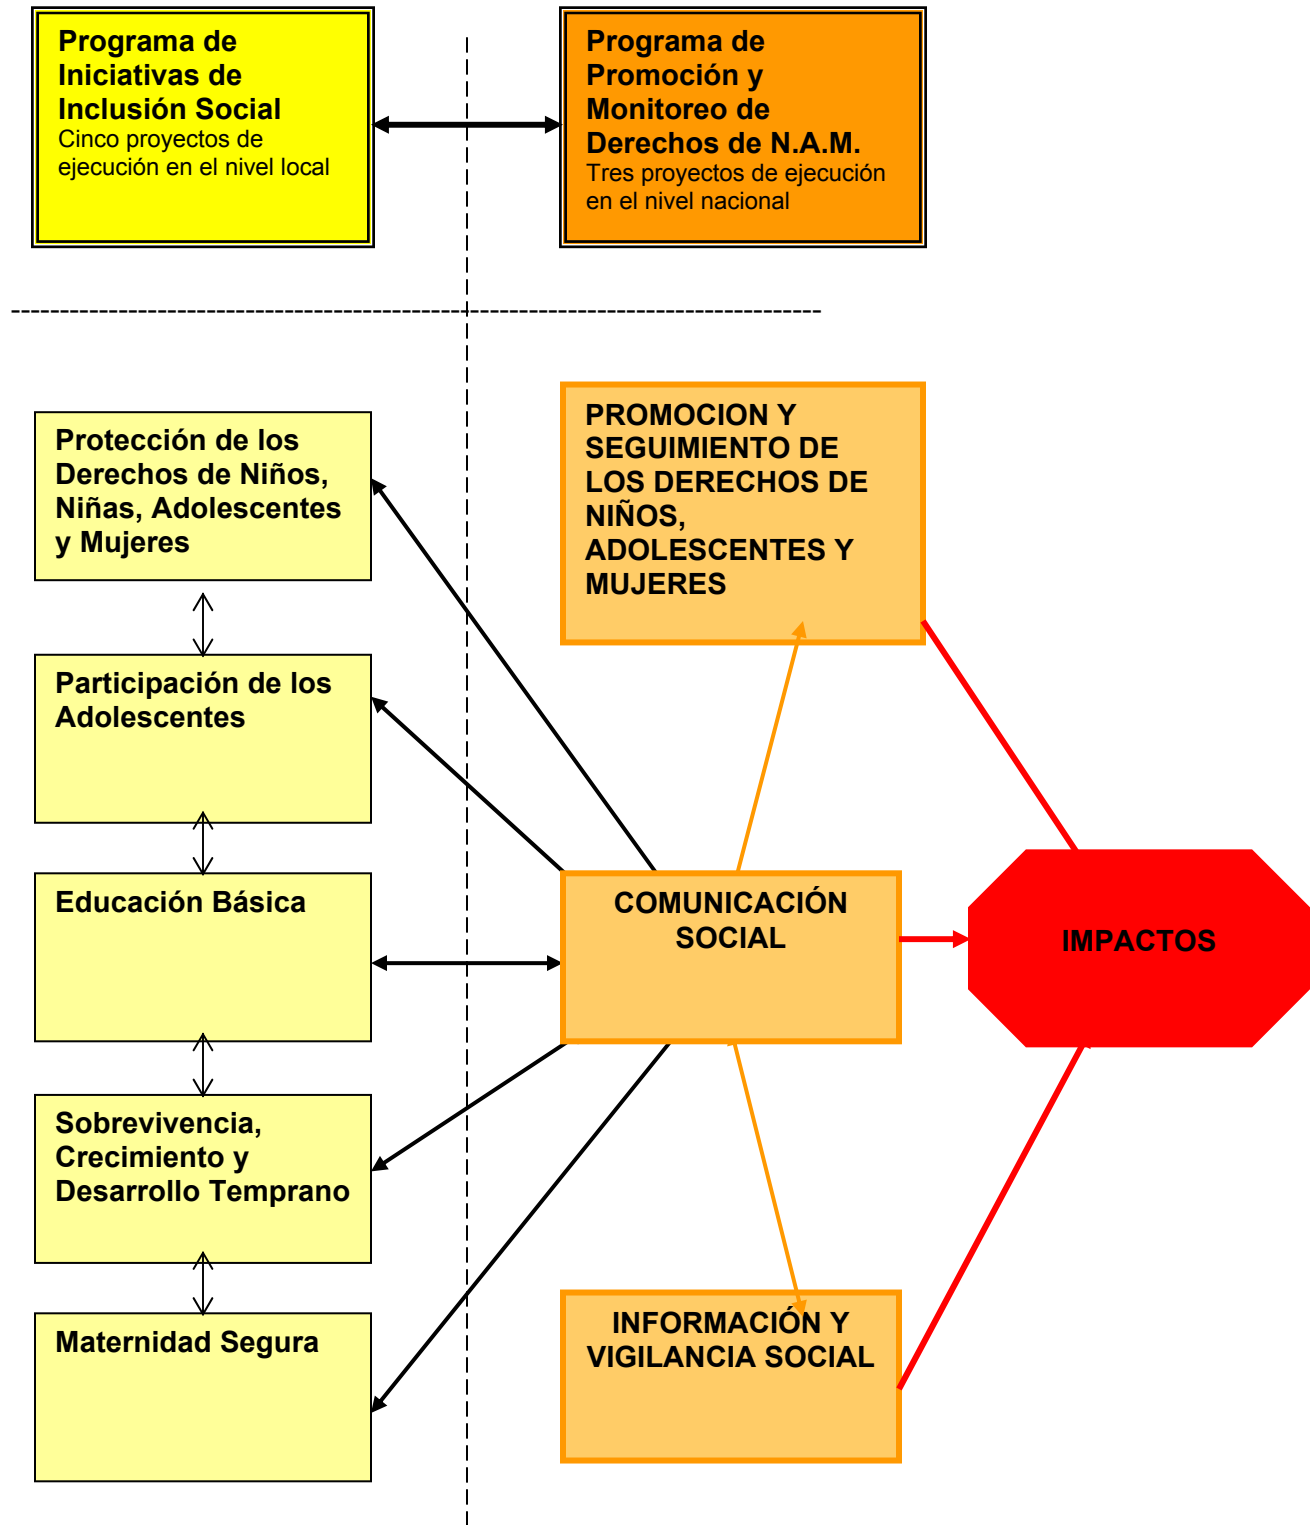 Programa de
Iniciativas de
Inclusión Social
Cinco proyectos de
ejecución en el nivel local
Programa de
Promoción y
Monitoreo de
Derechos de N.A.M.
Tres proyectos de ejecución
en el nivel nacional
Protección de los
Derechos de Niños,
Niñas, Adolescentes
y Mujeres
Participación de los
Adolescentes
Educación Básica
Sobrevivencia,
Crecimiento y
Desarrollo Temprano
Maternidad Segura
PROMOCION Y
SEGUIMIENTO DE
LOS DERECHOS DE
NIÑOS,
ADOLESCENTES Y
MUJERES
COMUNICACIÓN
SOCIAL
INFORMACIÓN Y
VIGILANCIA SOCIAL
IMPACTOS